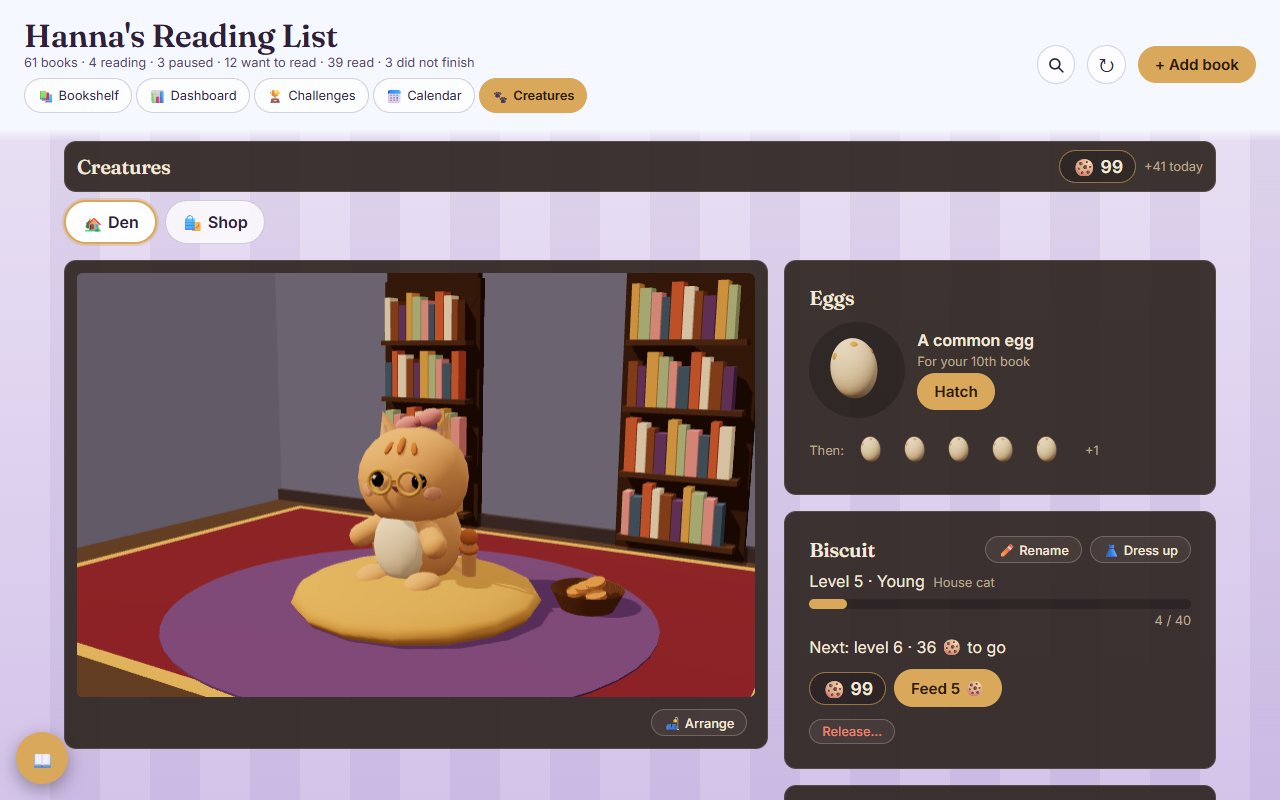 Hanna's Reading List
61 books · 4 reading · 3 paused · 12 want to read · 39 read · 3 did not finish
Bookshelf
Dashboard
Challenges
Calendar
Creatures
+ Add book
Creatures
99
+41 today
Den
Shop
Eggs
A common egg
For your 10th book
Hatch
Then:
+1
Biscuit
Rename
Dress up
Level 5 · Young House cat
4 / 40
Next: level 6 · 36 to go
99
Feed 5
Release...
Arrange